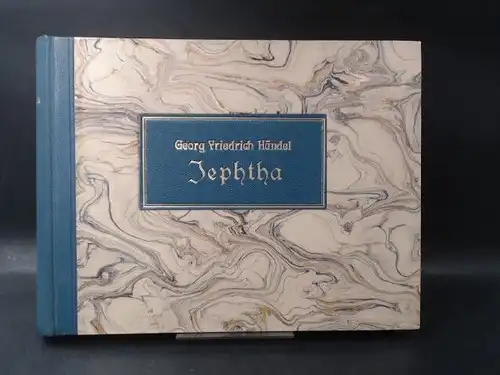 Georg Friedrich Händel
Jephtha